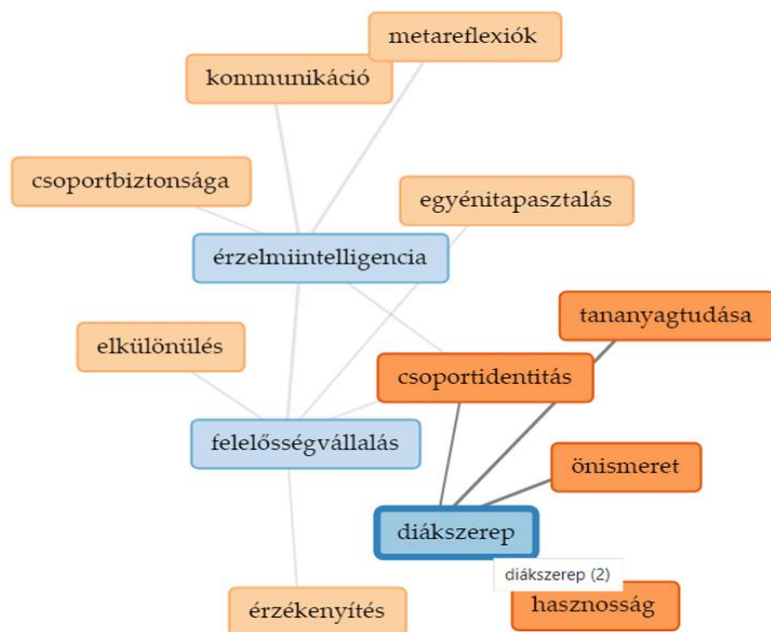 metareflexiók
kommunikáció
csoportbiztonsága
egyénitapasztalás
érzelmiintelligencia
tananyagtudása
elkülönülés
csoportidentitás
felelősségvállalás
önismeret
diákszerep
diákszerep (2)
hasznosság
érzékenyítés